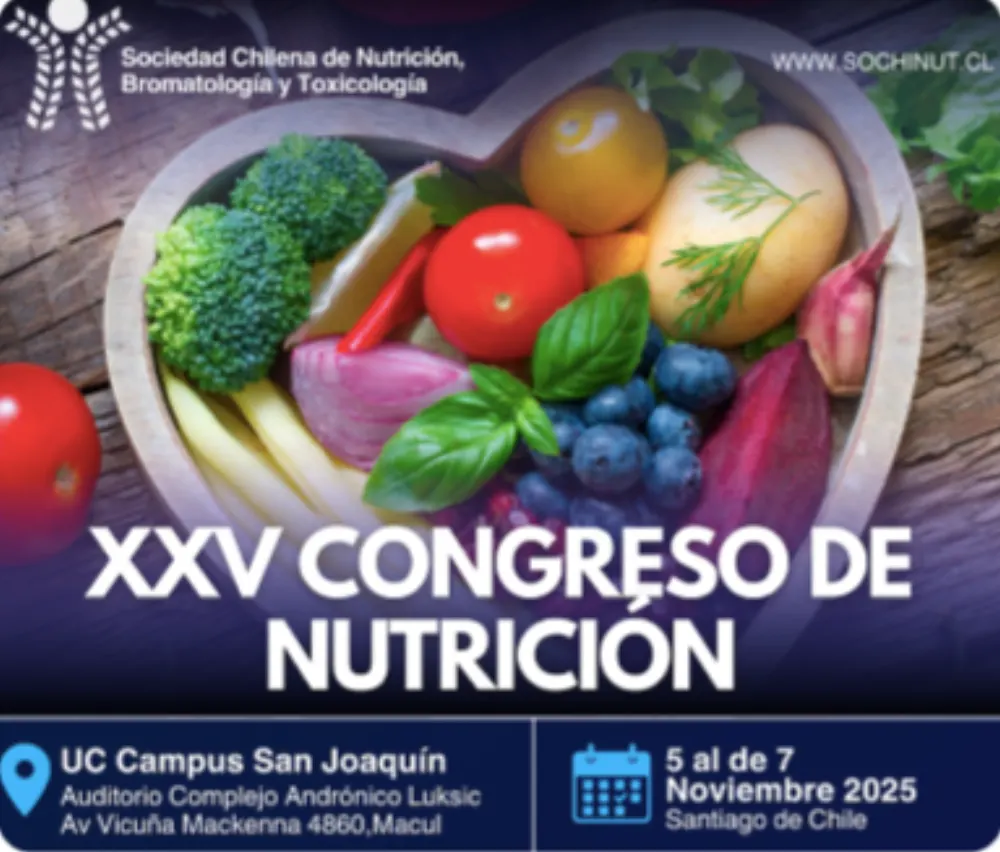 Sociedad Chilena de Nutrición,
Bromatología y Toxicología
WWW.SOCHINUT.CL
XXV CONGRESO DE
NUTRICIÓN
UC Campus San Joaquín
Auditorio Complejo Andrónico Luksic
Av Vicuña Mackenna 4860,Macul
5 al de 7
Noviembre 2025
Santiago de Chile